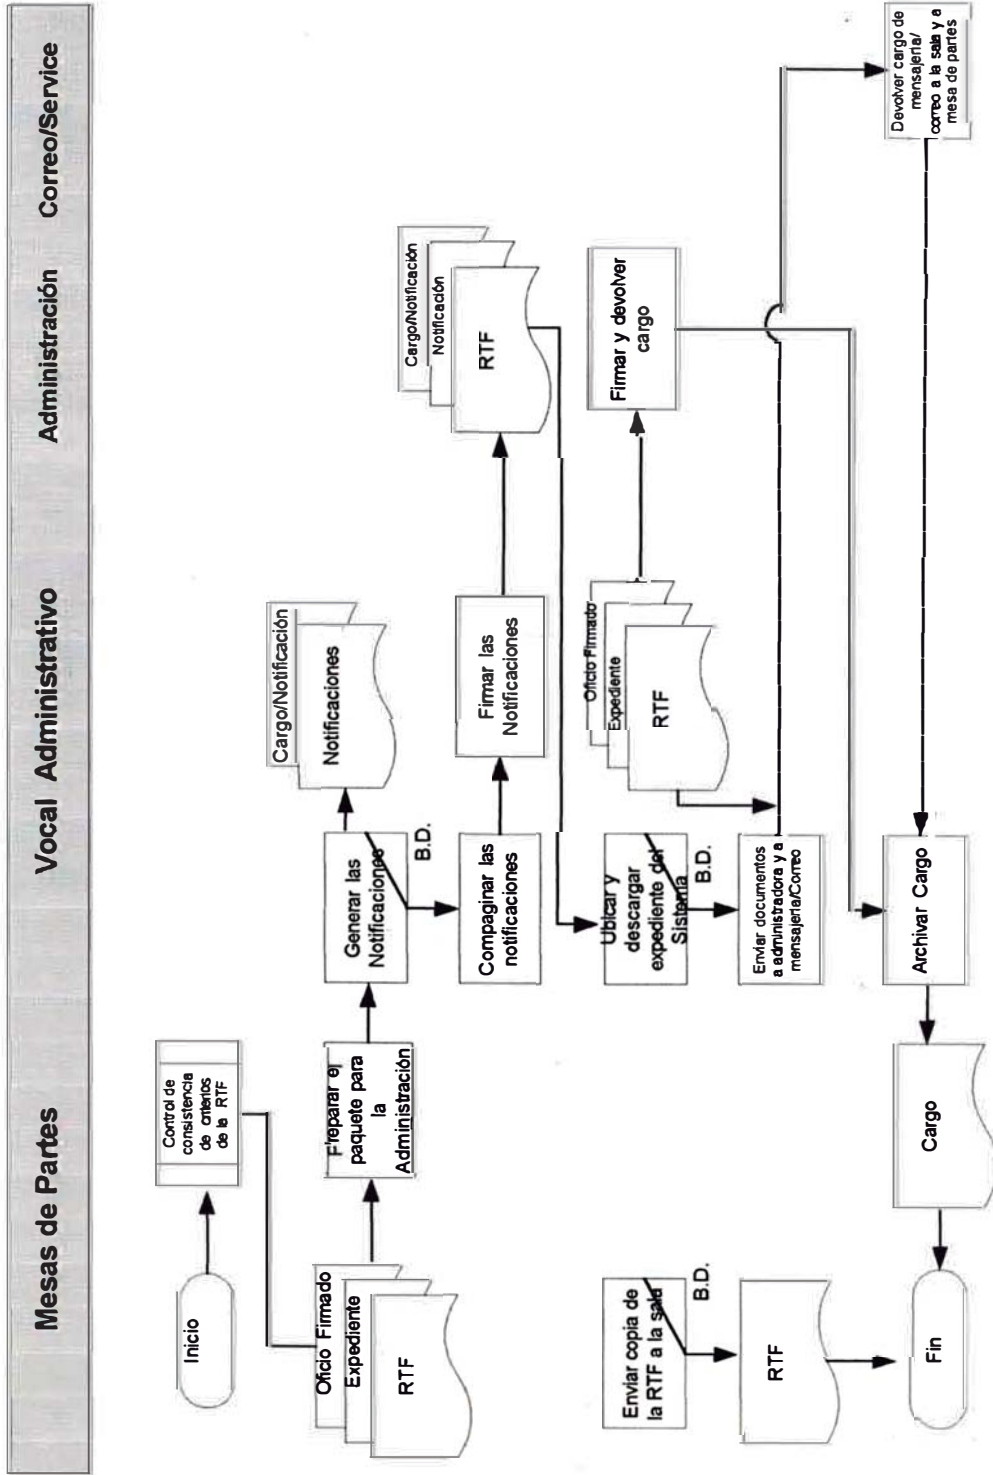 Mesas de Partes
Vocal Administrativo
Administración
Correo/Service
Inicio
Control de
consistencia
de criterios
de la RTF
Oficio Firmado
Expediente
RTF
Preparar el
paquete para
la
Administración
Generar las
Notificaciones
B.D.
Cargo/Notificación
Notificaciones
Compaginar las
notificaciones
Firmar las
Notificaciones
Cargo/Notificación
Notificación
RTF
Ubicar y
descargar
expediente del
Sistema
B.D.
Oficio Firmado
Expediente
RTF
Firmar y devolver
cargo
Enviar documentos
a administradora y a
mensajería/Correo
Devolver cargo de
mensajería/
correo a la sala y a
mesa de partes
Archivar Cargo
Cargo
Enviar copia de
la RTF a la sala
B.D.
RTF
Fin